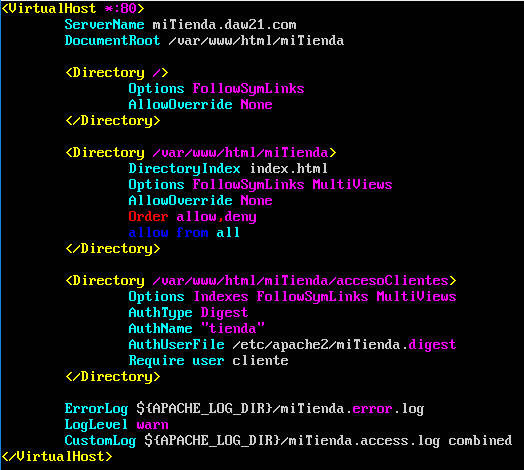 <VirtualHost *:80>
ServerName miTienda.daw21.com
DocumentRoot /var/www/html/miTienda
<Directory />
Options FollowSymLinks
AllowOverride None
</Directory>
<Directory /var/www/html/miTienda>
DirectoryIndex index.html
Options FollowSymLinks MultiViews
AllowOverride None
Order allow,deny
allow from all
</Directory>
<Directory /var/www/html/miTienda/accesoClientes>
Options Indexes FollowSymLinks MultiViews
AuthType Digest
AuthName "tienda"
AuthUserFile /etc/apache2/miTienda.digest
Require user cliente
</Directory>
ErrorLog ${APACHE_LOG_DIR}/miTienda.error.log
LogLevel warn
CustomLog ${APACHE_LOG_DIR}/miTienda.access.log combined
</VirtualHost>